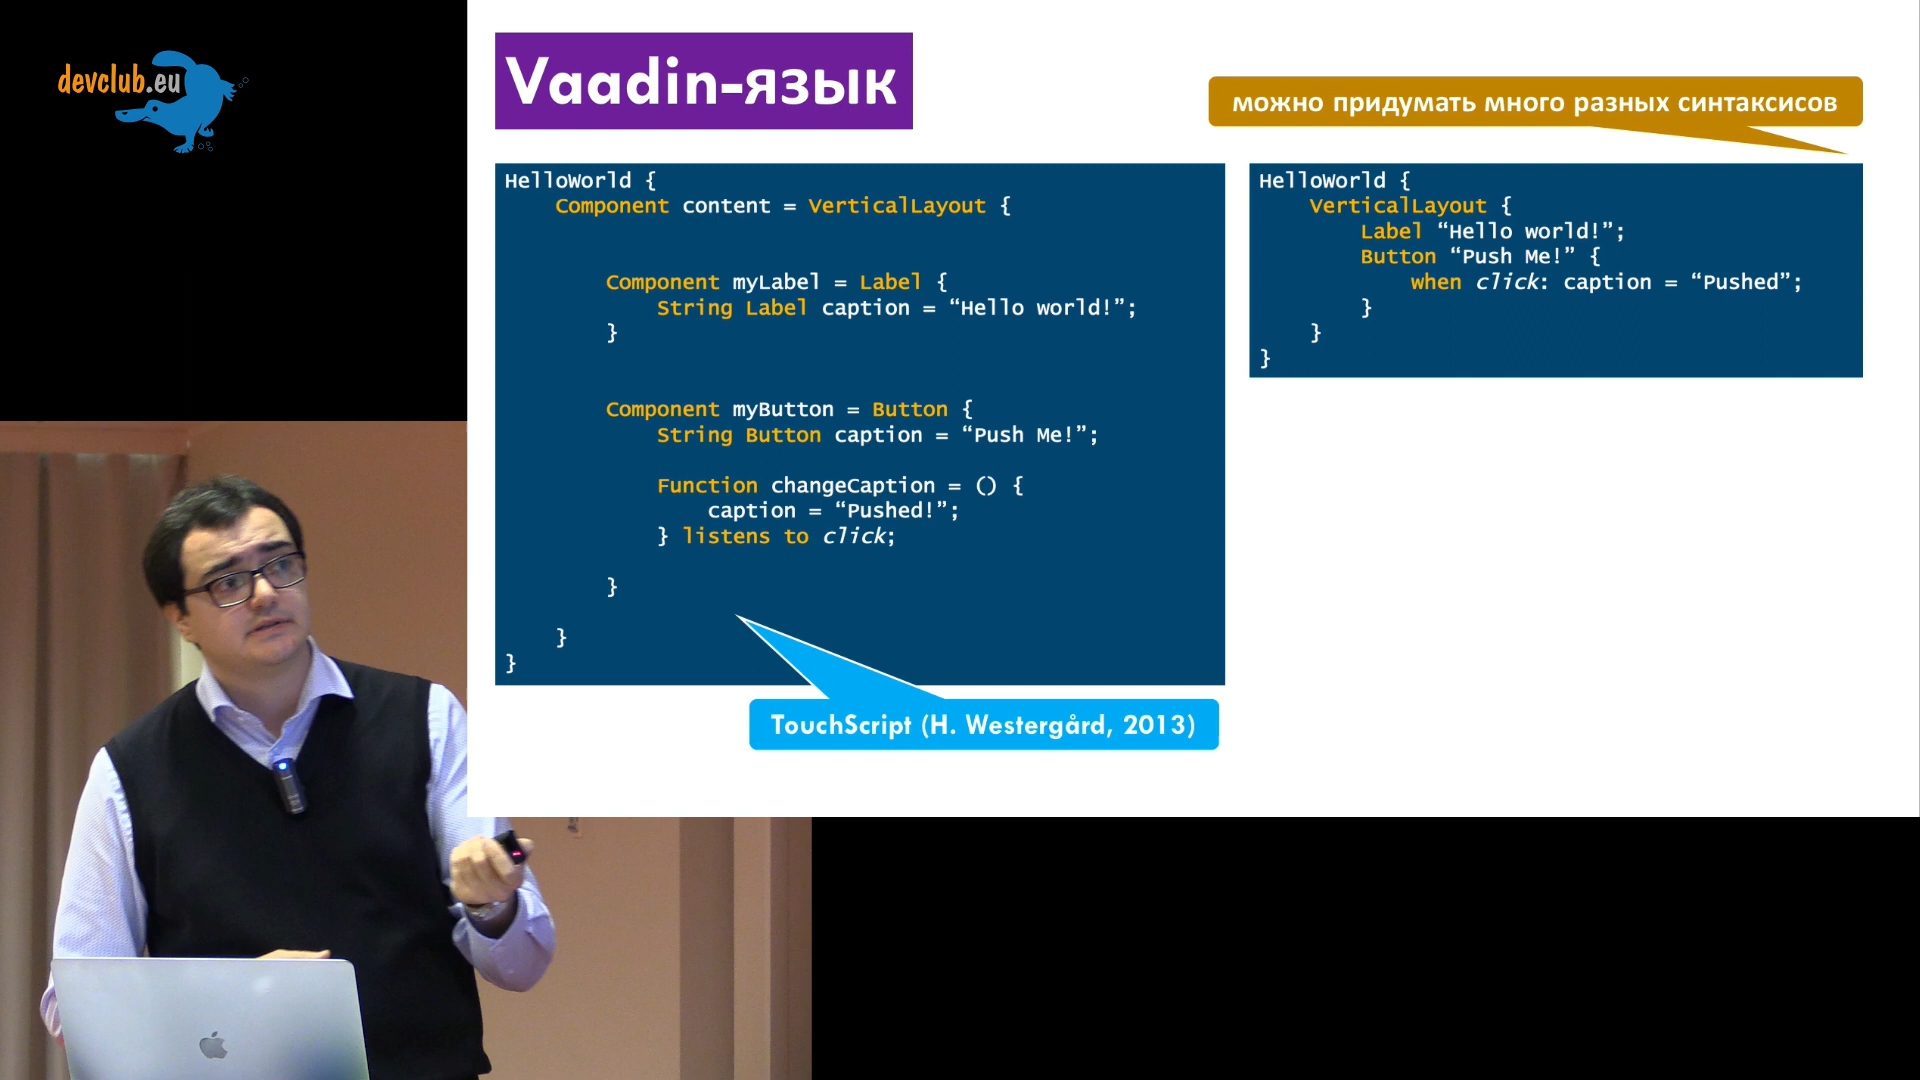 devclub.eu
Vaadin-язык
можно придумать много разных синтаксисов
HelloWorld {
Component content = VerticalLayout {
Component myLabel = Label {
String Label caption = “Hello world!”;
}
Component myButton = Button {
String Button caption = “Push Me!”;
Function changeCaption = () {
caption = “Pushed!”;
} listens to click;
}
}
}
HelloWorld {
VerticalLayout {
Label “Hello world!”;
Button “Push Me!” {
when click: caption = “Pushed”;
}
}
}
TouchScript (H. Westergård, 2013)